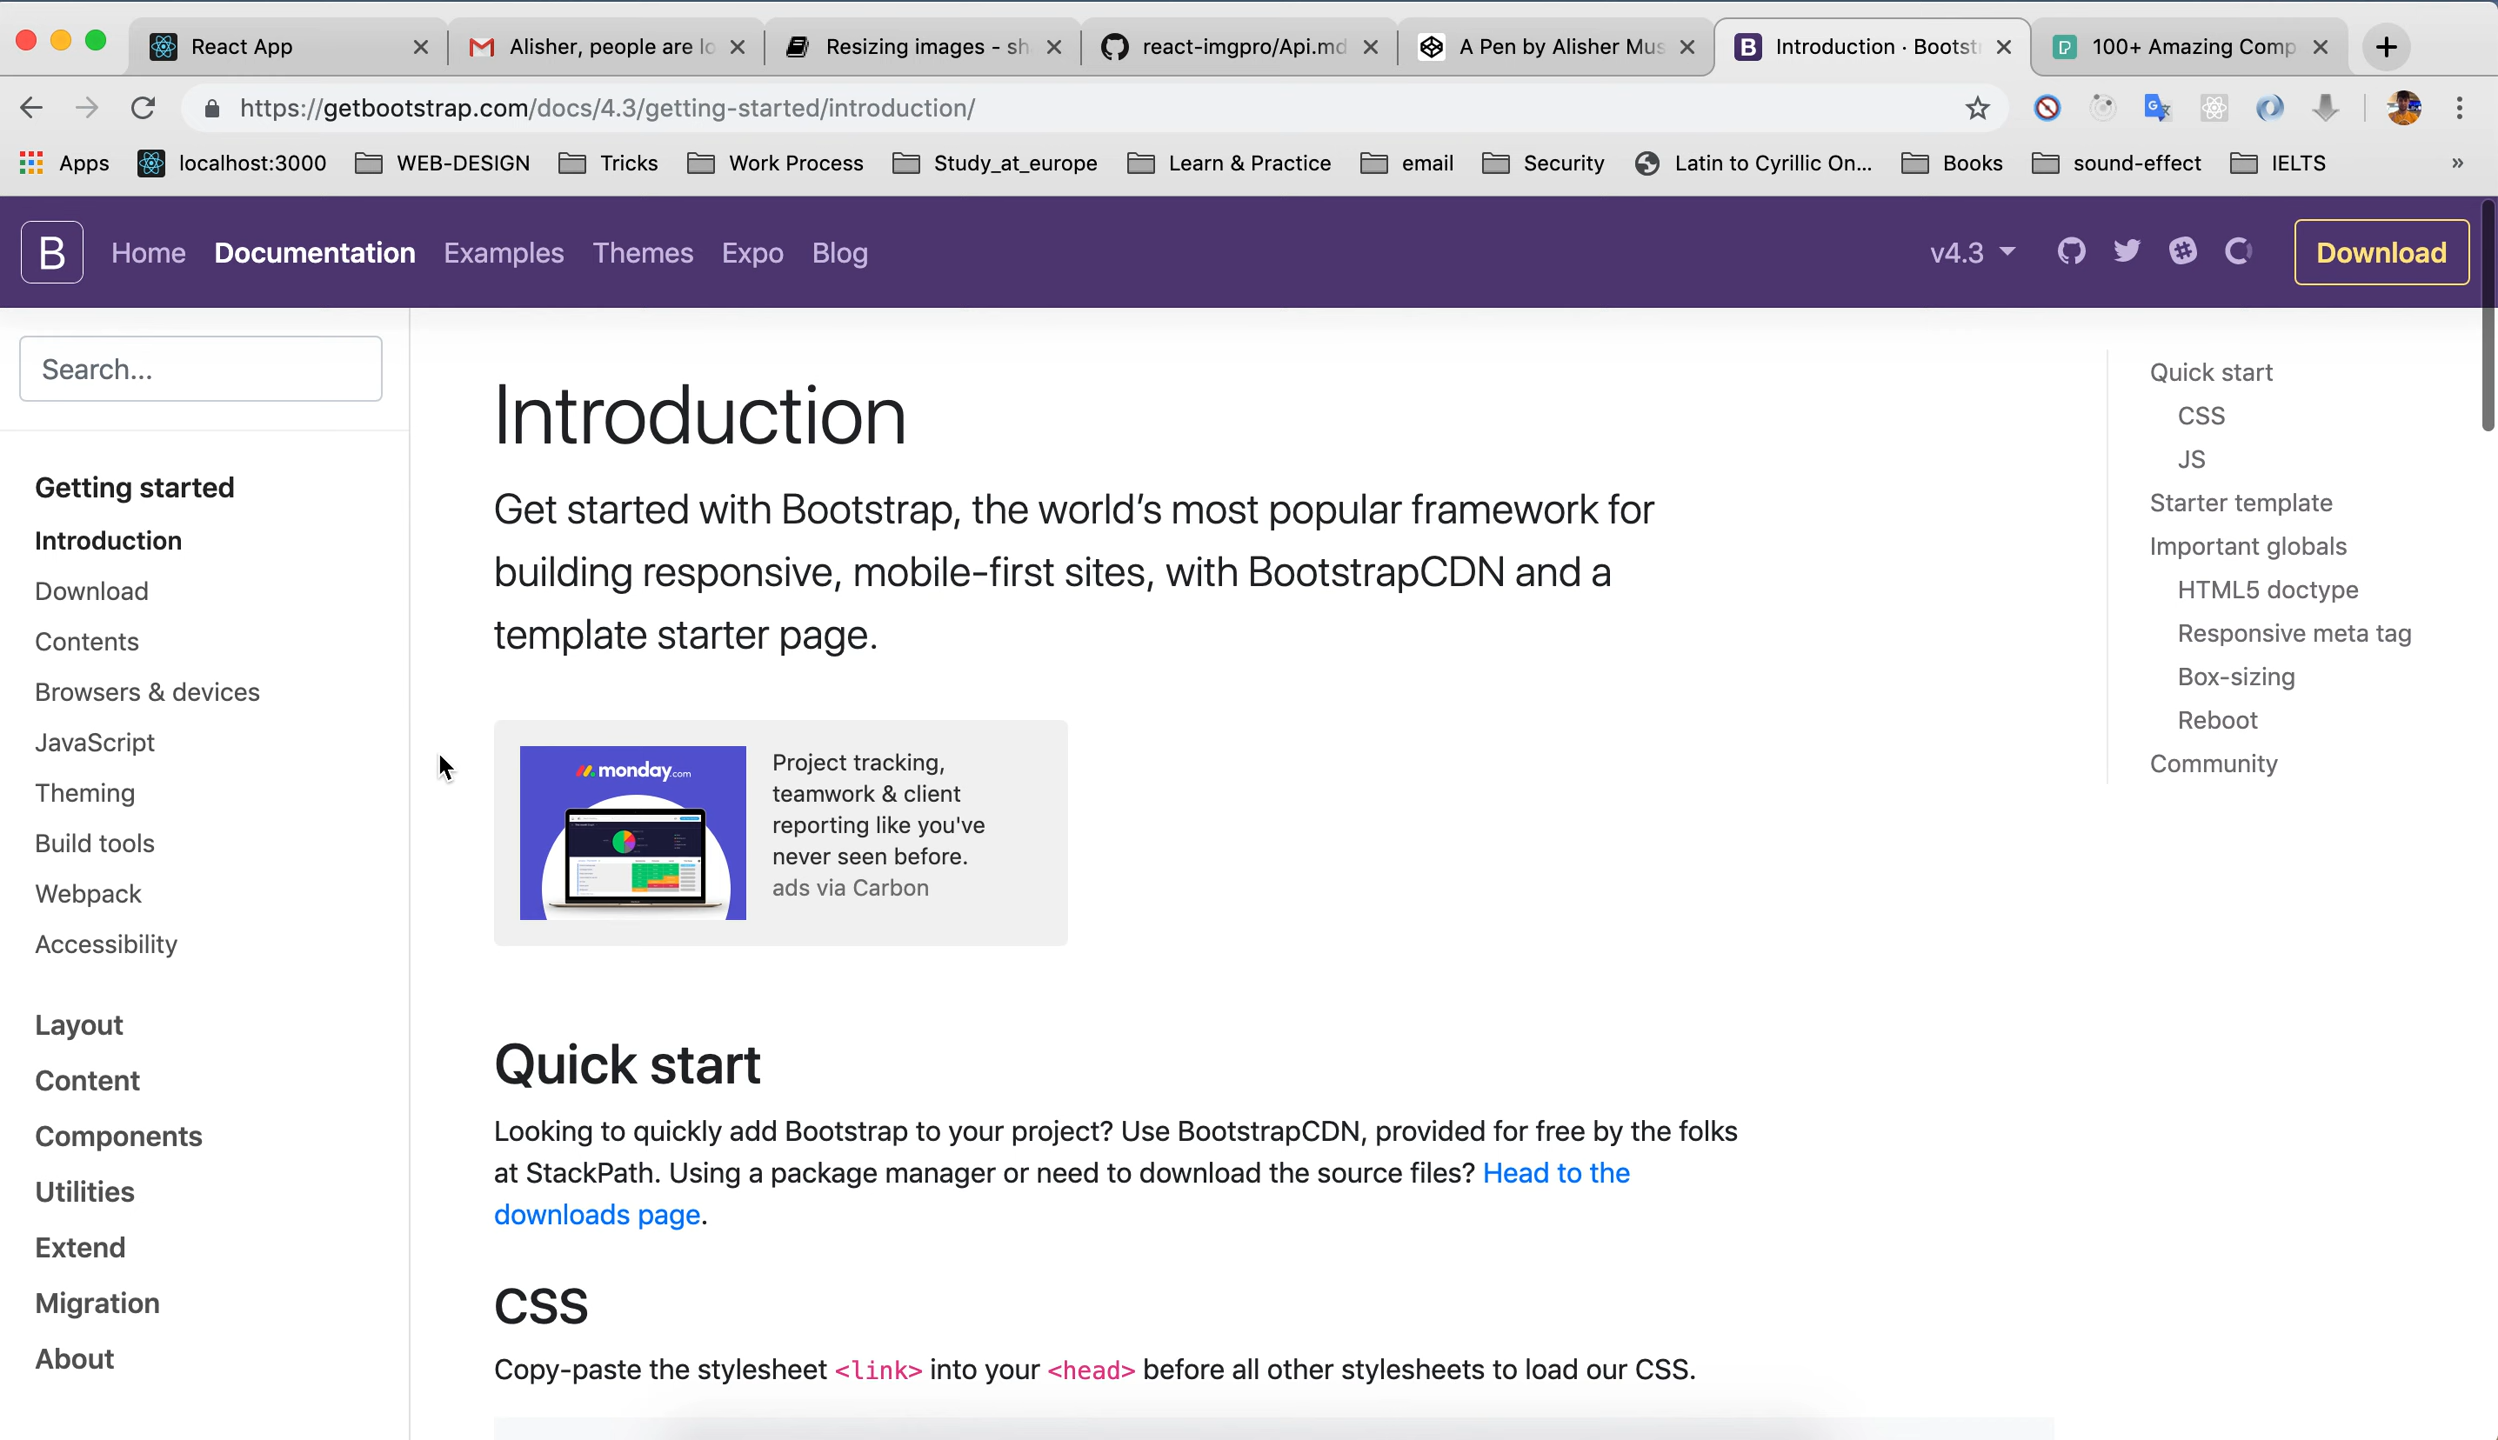 React App
Alisher, people are lo
Resizing images - sh
react-imgpro/Api.md
A Pen by Alisher Mus
Introduction · Bootst
100+ Amazing Comp
https://getbootstrap.com/docs/4.3/getting-started/introduction/
Apps
localhost:3000
WEB-DESIGN
Tricks
Work Process
Study_at_europe
Learn & Practice
email
Security
Latin to Cyrillic On...
Books
sound-effect
IELTS
»
B
Home
Documentation
Examples
Themes
Expo
Blog
v4.3
Download
Search...
Getting started
Introduction
Download
Contents
Browsers & devices
JavaScript
Theming
Build tools
Webpack
Accessibility
Layout
Content
Components
Utilities
Extend
Migration
About
Introduction
Get started with Bootstrap, the world’s most popular framework for
building responsive, mobile-first sites, with BootstrapCDN and a
template starter page.
monday.com
Project tracking,
teamwork & client
reporting like you've
never seen before.
ads via Carbon
Quick start
Looking to quickly add Bootstrap to your project? Use BootstrapCDN, provided for free by the folks
at StackPath. Using a package manager or need to download the source files? Head to the
downloads page.
CSS
Copy-paste the stylesheet <link> into your <head> before all other stylesheets to load our CSS.
Quick start
CSS
JS
Starter template
Important globals
HTML5 doctype
Responsive meta tag
Box-sizing
Reboot
Community